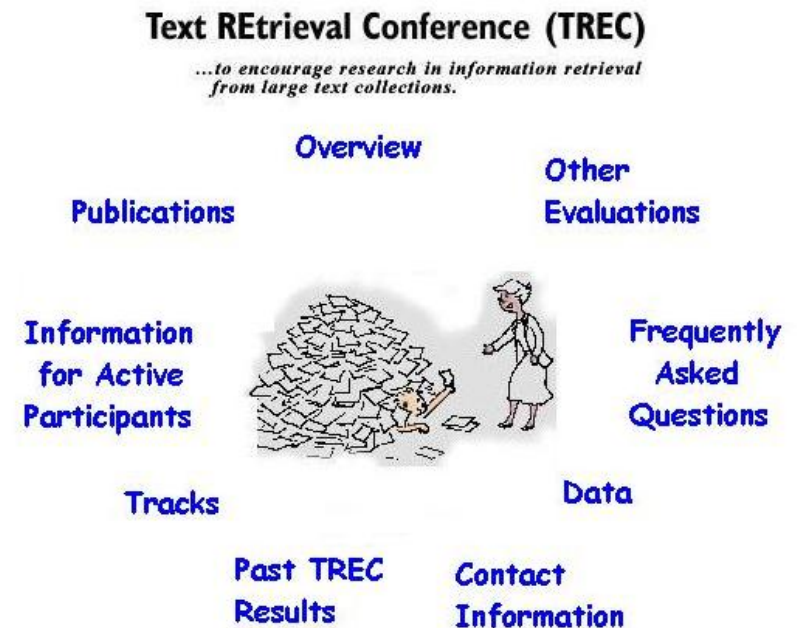 Text REtrieval Conference (TREC)
...to encourage research in information retrieval
from large text collections.
Overview
Other
Evaluations
Publications
Information
for Active
Participants
Frequently
Asked
Questions
Tracks
Data
Past TREC
Results
Contact
Information